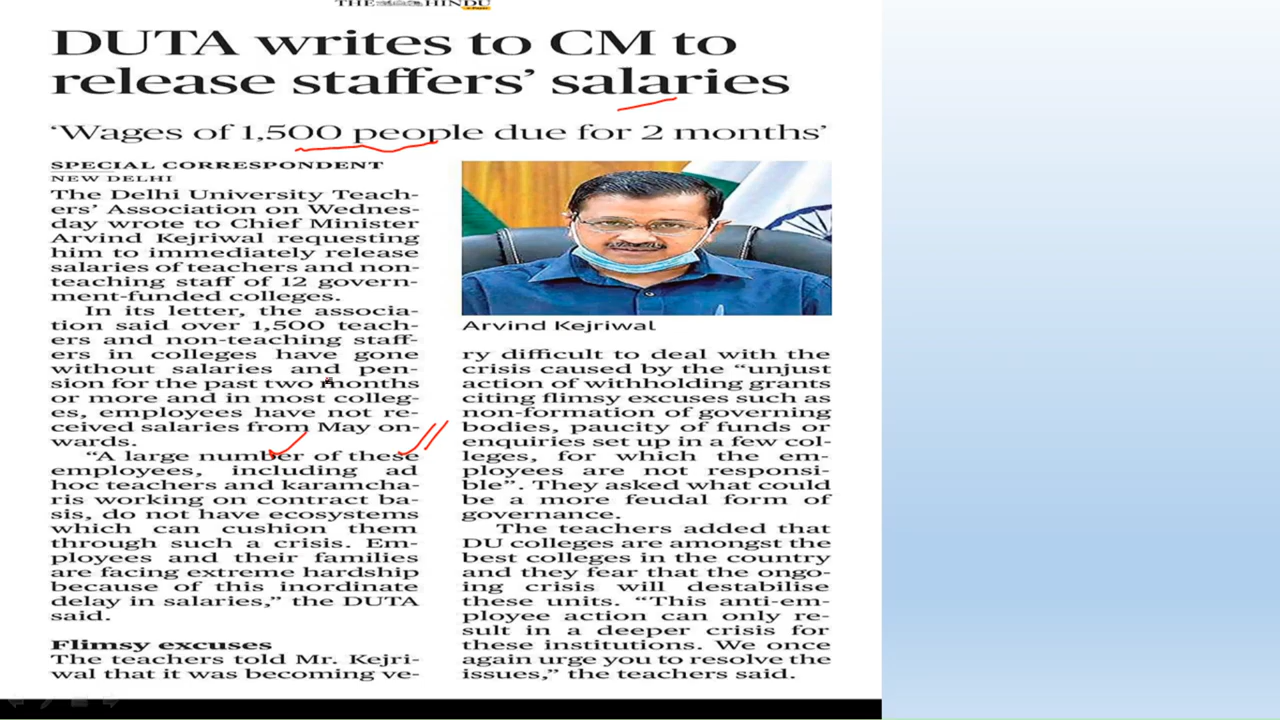 THE HINDU
DUTA writes to CM to
release staffers’ salaries
‘Wages of 1,500 people due for 2 months’
SPECIAL CORRESPONDENT
NEW DELHI
The Delhi University Teach-
ers’ Association on Wednes-
day wrote to Chief Minister
Arvind Kejriwal requesting
him to immediately release
salaries of teachers and non-
teaching staff of 12 govern-
ment-funded colleges.
In its letter, the associa-
tion said over 1,500 teach-
ers and non-teaching staff-
ers in colleges have gone
without salaries and pen-
sion for the past two months
or more and in most colleg-
es, employees have not re-
ceived salaries from May on-
wards.
“A large number of these
employees, including ad
hoc teachers and karamcha-
ris working on contract ba-
sis, do not have ecosystems
which can cushion them
through such a crisis. Em-
ployees and their families
are facing extreme hardship
because of this inordinate
delay in salaries,” the DUTA
said.
Flimsy excuses
The teachers told Mr. Kejri-
wal that it was becoming ve-
Arvind Kejriwal
ry difficult to deal with the
crisis caused by the “unjust
action of withholding grants
citing flimsy excuses such as
non-formation of governing
bodies, paucity of funds or
enquiries set up in a few col-
leges, for which the em-
ployees are not responsi-
ble”. They asked what could
be a more feudal form of
governance.
The teachers added that
DU colleges are amongst the
best colleges in the country
and they fear that the ongo-
ing crisis will destabilise
these units. “This anti-em-
ployee action can only re-
sult in a deeper crisis for
these institutions. We once
again urge you to resolve the
issues,” the teachers said.